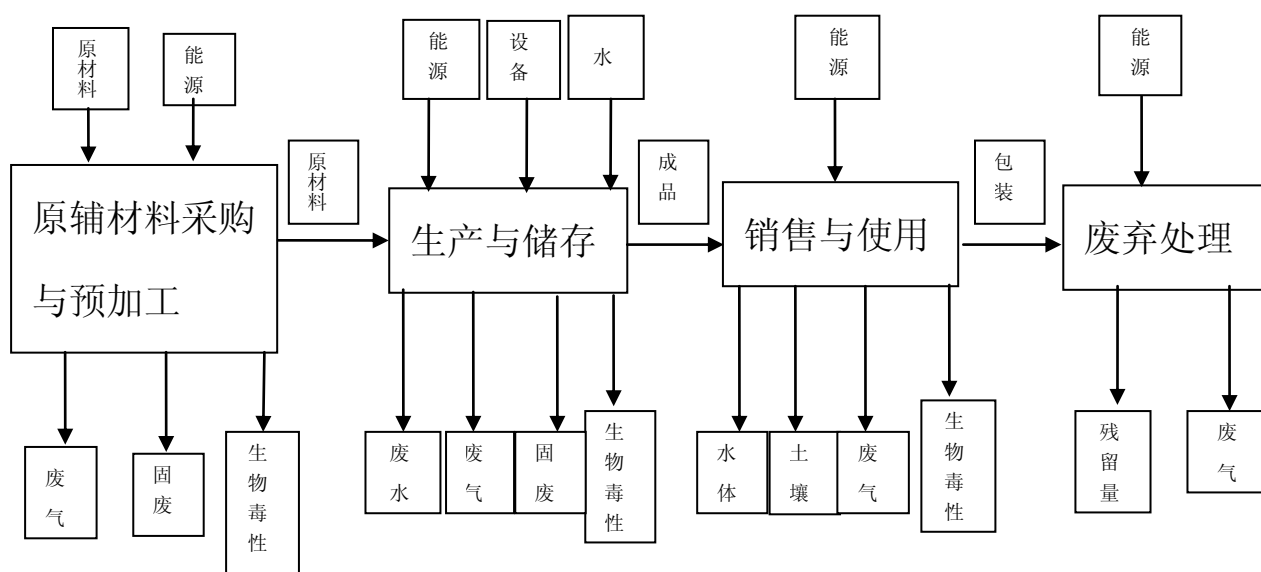 原材料
能源
能源
设备
水
能源
能源
原材料
成品
包装
原辅材料采购
与预加工
生产与储存
销售与使用
废弃处理
废气
固废
生物毒性
废水
废气
固废
生物毒性
水体
土壤
废气
生物毒性
残留量
废气